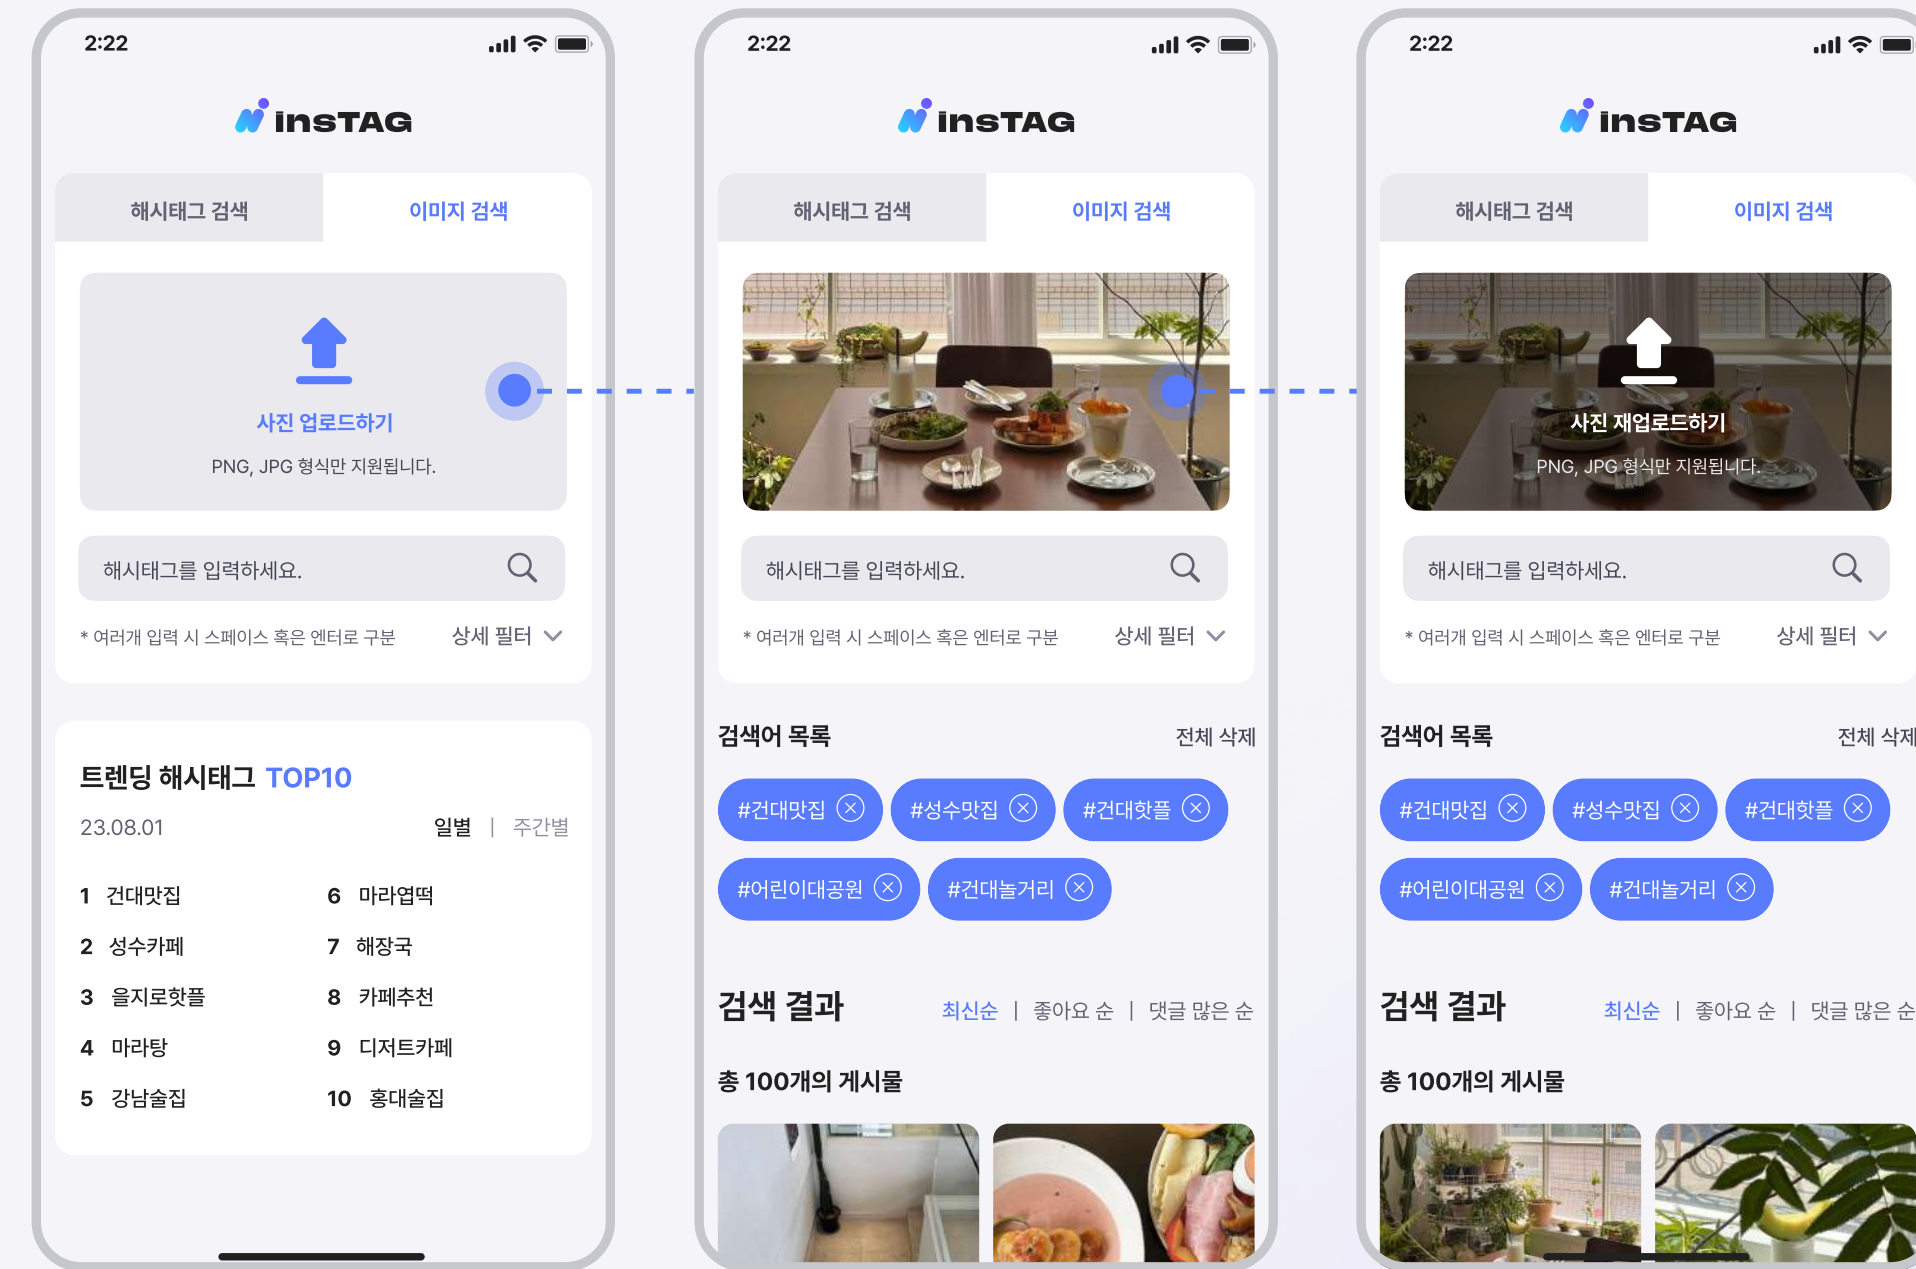 2:22
insTAG
해시태그 검색
이미지 검색
사진 업로드하기
PNG, JPG 형식만 지원됩니다.
해시태그를 입력하세요.
* 여러개 입력 시 스페이스 혹은 엔터로 구분
상세 필터
트렌딩 해시태그 TOP10
23.08.01
일별 | 주간별
1 건대맛집
2 성수카페
3 을지로핫플
4 마라탕
5 강남술집
6 마라엽떡
7 해장국
8 카페추천
9 디저트카페
10 홍대술집
2:22
insTAG
해시태그 검색
이미지 검색
해시태그를 입력하세요.
* 여러개 입력 시 스페이스 혹은 엔터로 구분
상세 필터
검색어 목록
전체 삭제
#건대맛집
#성수맛집
#건대핫플
#어린이대공원
#건대놀거리
검색 결과
최신순 | 좋아요 순 | 댓글 많은 순
총 100개의 게시물
2:22
insTAG
해시태그 검색
이미지 검색
사진 재업로드하기
PNG, JPG 형식만 지원됩니다.
해시태그를 입력하세요.
* 여러개 입력 시 스페이스 혹은 엔터로 구분
상세 필터
검색어 목록
전체 삭제
#건대맛집
#성수맛집
#건대핫플
#어린이대공원
#건대놀거리
검색 결과
최신순 | 좋아요 순 | 댓글 많은 순
총 100개의 게시물